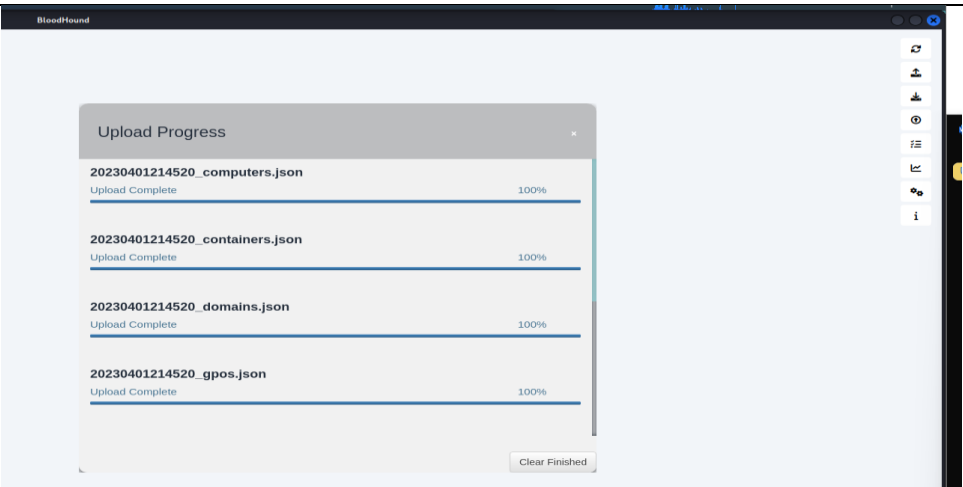 BloodHound
Upload Progress
×
20230401214520_computers.json
Upload Complete 100%
20230401214520_containers.json
Upload Complete 100%
20230401214520_domains.json
Upload Complete 100%
20230401214520_gpos.json
Upload Complete 100%
Clear Finished